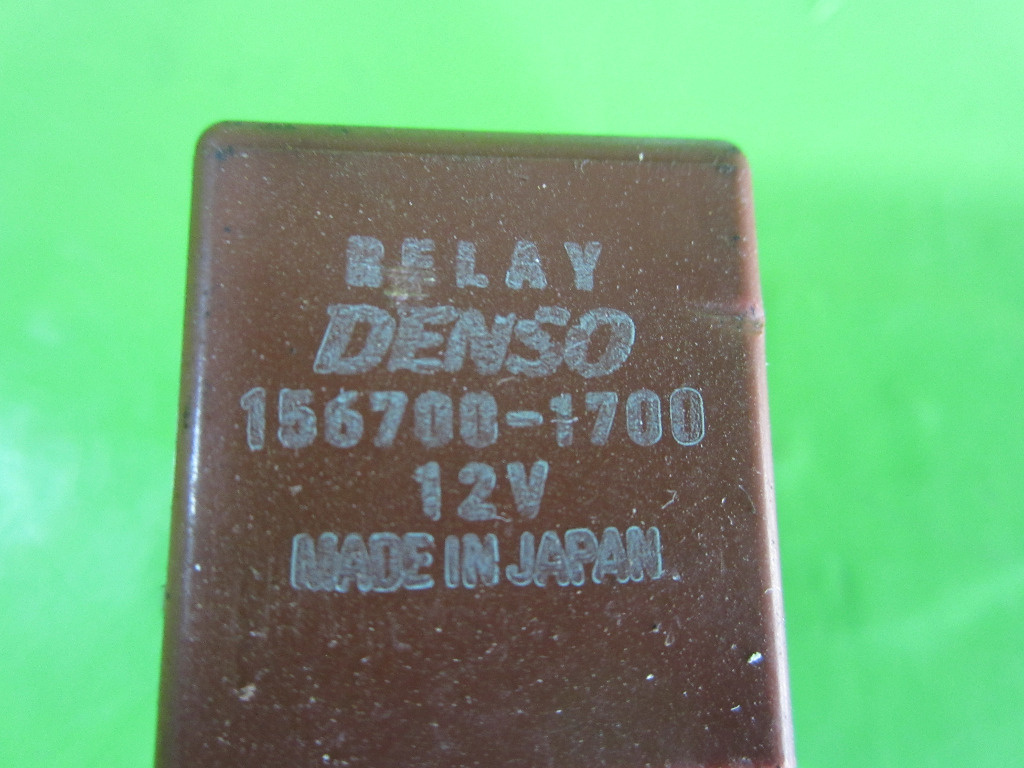 RELAY
DENSO
156700-1700
12V
MADE IN JAPAN